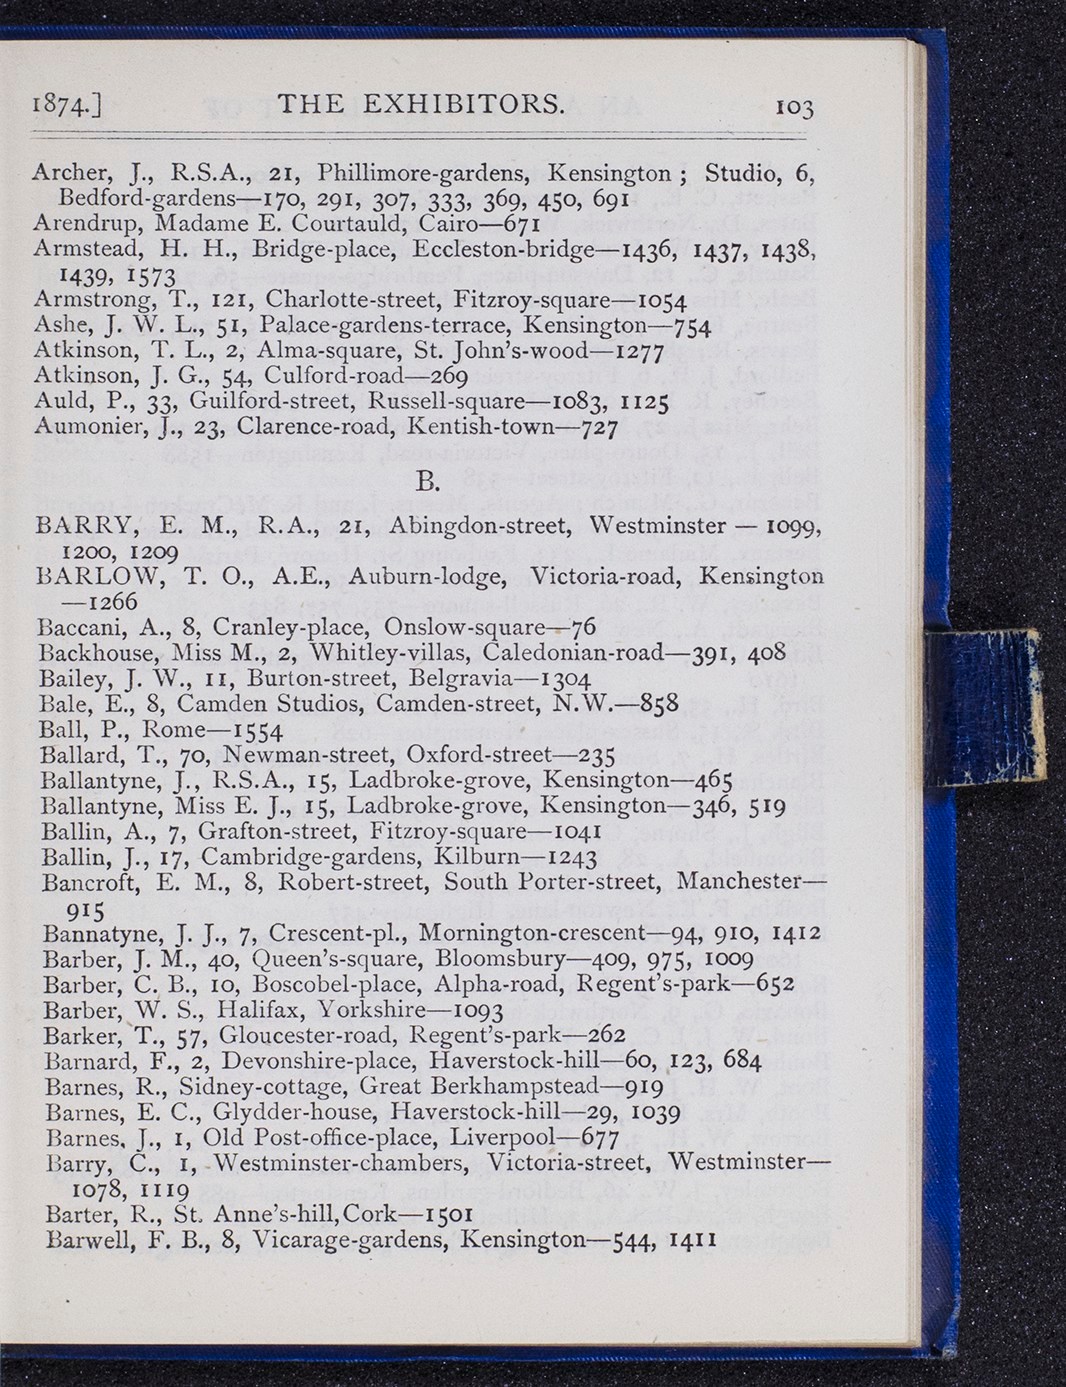 1874.] THE EXHIBITORS. 103
Archer, J., R.S.A., 21, Phillimore-gardens, Kensington; Studio, 6,
Bedford-gardens—170, 291, 307, 333, 369, 450, 691
Arendrup, Madame E. Courtauld, Cairo—671
Armstead, H. H., Bridge-place, Eccleston-bridge—1436, 1437, 1438,
1439, 1573
Armstrong, T., 121, Charlotte-street, Fitzroy-square—1054
Ashe, J. W. L., 51, Palace-gardens-terrace, Kensington—754
Atkinson, T. L., 2, Alma-square, St. John's-wood—1277
Atkinson, J. G., 54, Culford-road—269
Auld, P., 33, Guilford-street, Russell-square—1083, 1125
Aumonier, J., 23, Clarence-road, Kentish-town—727
B.
BARRY, E. M., R.A., 21, Abingdon-street, Westminster — 1099,
1200, 1209
BARLOW, T. O., A.E., Auburn-lodge, Victoria-road, Kensington
—1266
Baccani, A., 8, Cranley-place, Onslow-square—76
Backhouse, Miss M., 2, Whitley-villas, Caledonian-road—391, 408
Bailey, J. W., 11, Burton-street, Belgravia—1304
Bale, E., 8, Camden Studios, Camden-street, N.W.—858
Ball, P., Rome—1554
Ballard, T., 70, Newman-street, Oxford-street—235
Ballantyne, J., R.S.A., 15, Ladbroke-grove, Kensington—465
Ballantyne, Miss E. J., 15, Ladbroke-grove, Kensington—346, 519
Ballin, A., 7, Grafton-street, Fitzroy-square—1041
Ballin, J., 17, Cambridge-gardens, Kilburn—1243
Bancroft, E. M., 8, Robert-street, South Porter-street, Manchester—
915
Bannatyne, J. J., 7, Crescent-pl., Mornington-crescent—94, 910, 1412
Barber, J. M., 40, Queen's-square, Bloomsbury—409, 975, 1009
Barber, C. B., 10, Boscobel-place, Alpha-road, Regent's-park—652
Barber, W. S., Halifax, Yorkshire—1093
Barker, T., 57, Gloucester-road, Regent's-park—262
Barnard, F., 2, Devonshire-place, Haverstock-hill—60, 123, 684
Barnes, R., Sidney-cottage, Great Berkhampstead—919
Barnes, E. C., Glydder-house, Haverstock-hill—29, 1039
Barnes, J., 1, Old Post-office-place, Liverpool—677
Barry, C., 1, Westminster-chambers, Victoria-street, Westminster—
1078, 1119
Barter, R., St. Anne's-hill, Cork—1501
Barwell, F. B., 8, Vicarage-gardens, Kensington—544, 1411